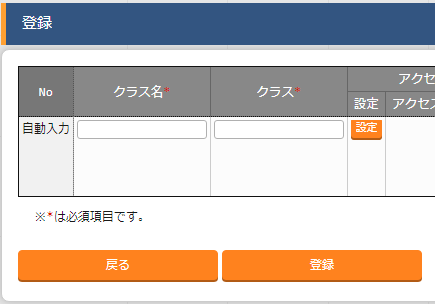 登録
No クラス名* クラス* アクセ
設定 アクセス
自動入力 設定
※*は必須項目です。
戻る 登録